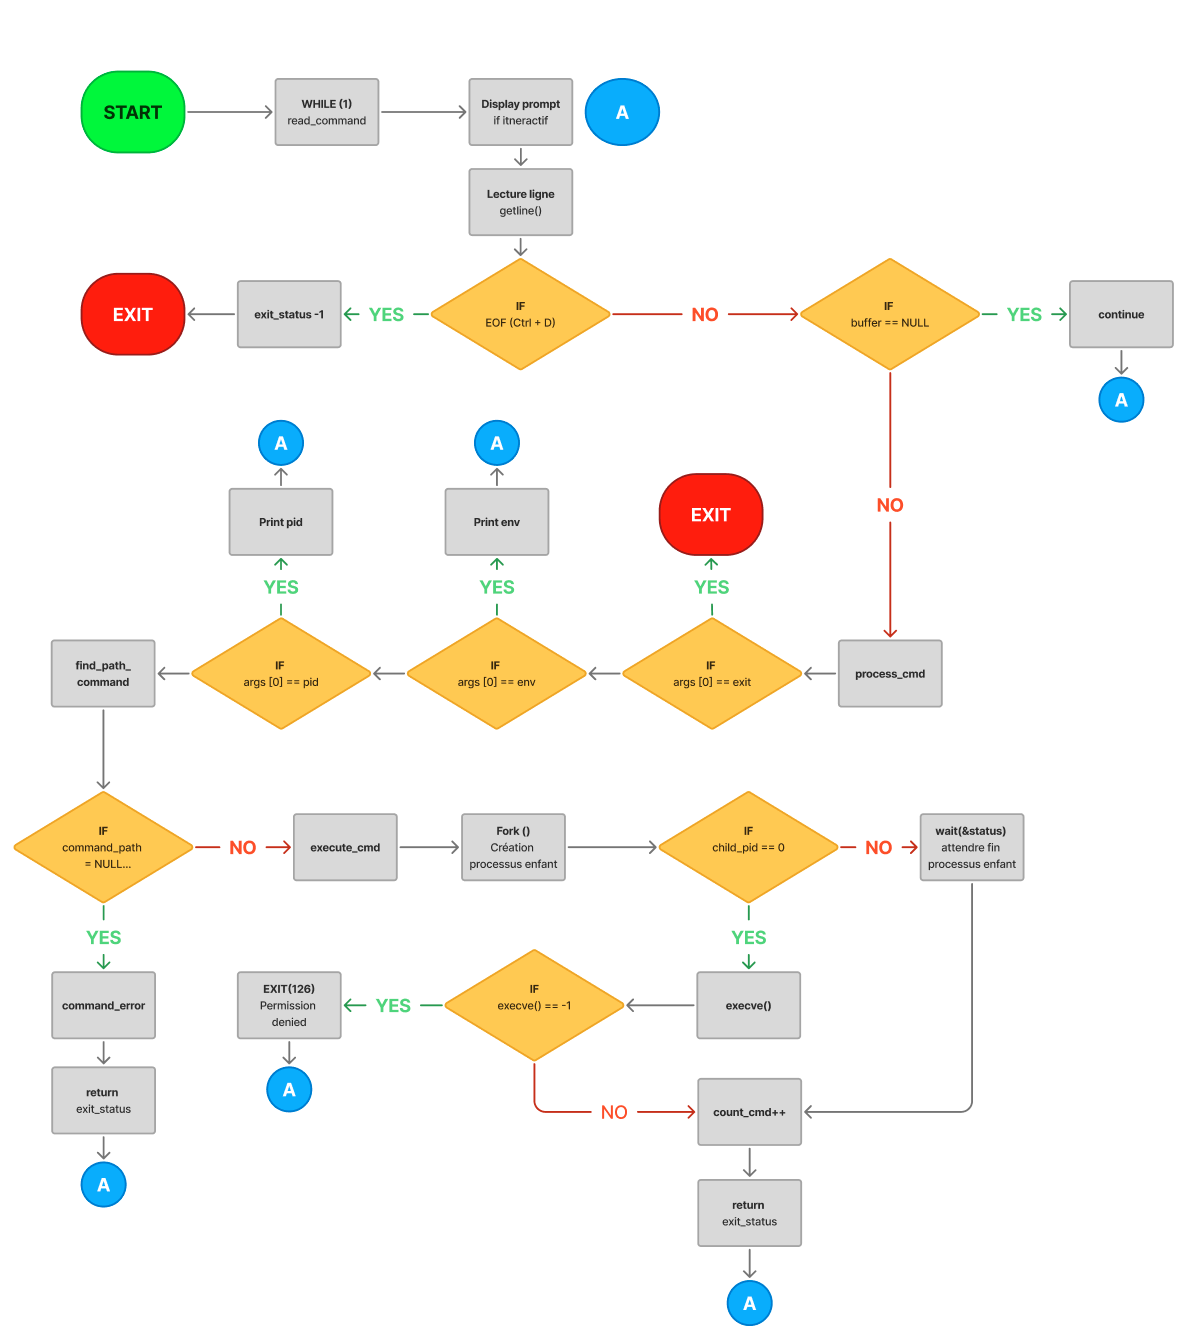 START
WHILE (1)
read_command
Display prompt
if itneractif
A
Lecture ligne
getline()
EXIT
exit_status -1
YES
IF
EOF (Ctrl + D)
NO
IF
buffer == NULL
YES
continue
A
A
A
Print pid
Print env
EXIT
NO
YES
YES
YES
find_path_
command
IF
args [0] == pid
IF
args [0] == env
IF
args [0] == exit
process_cmd
IF
command_path
= NULL...
NO
execute_cmd
Fork ()
Création
processus enfant
IF
child_pid == 0
NO
wait(&status)
attendre fin
processus enfant
YES
YES
command_error
EXIT(126)
Permission
denied
YES
IF
execve() == -1
execve()
A
return
exit_status
NO
count_cmd++
A
return
exit_status
A